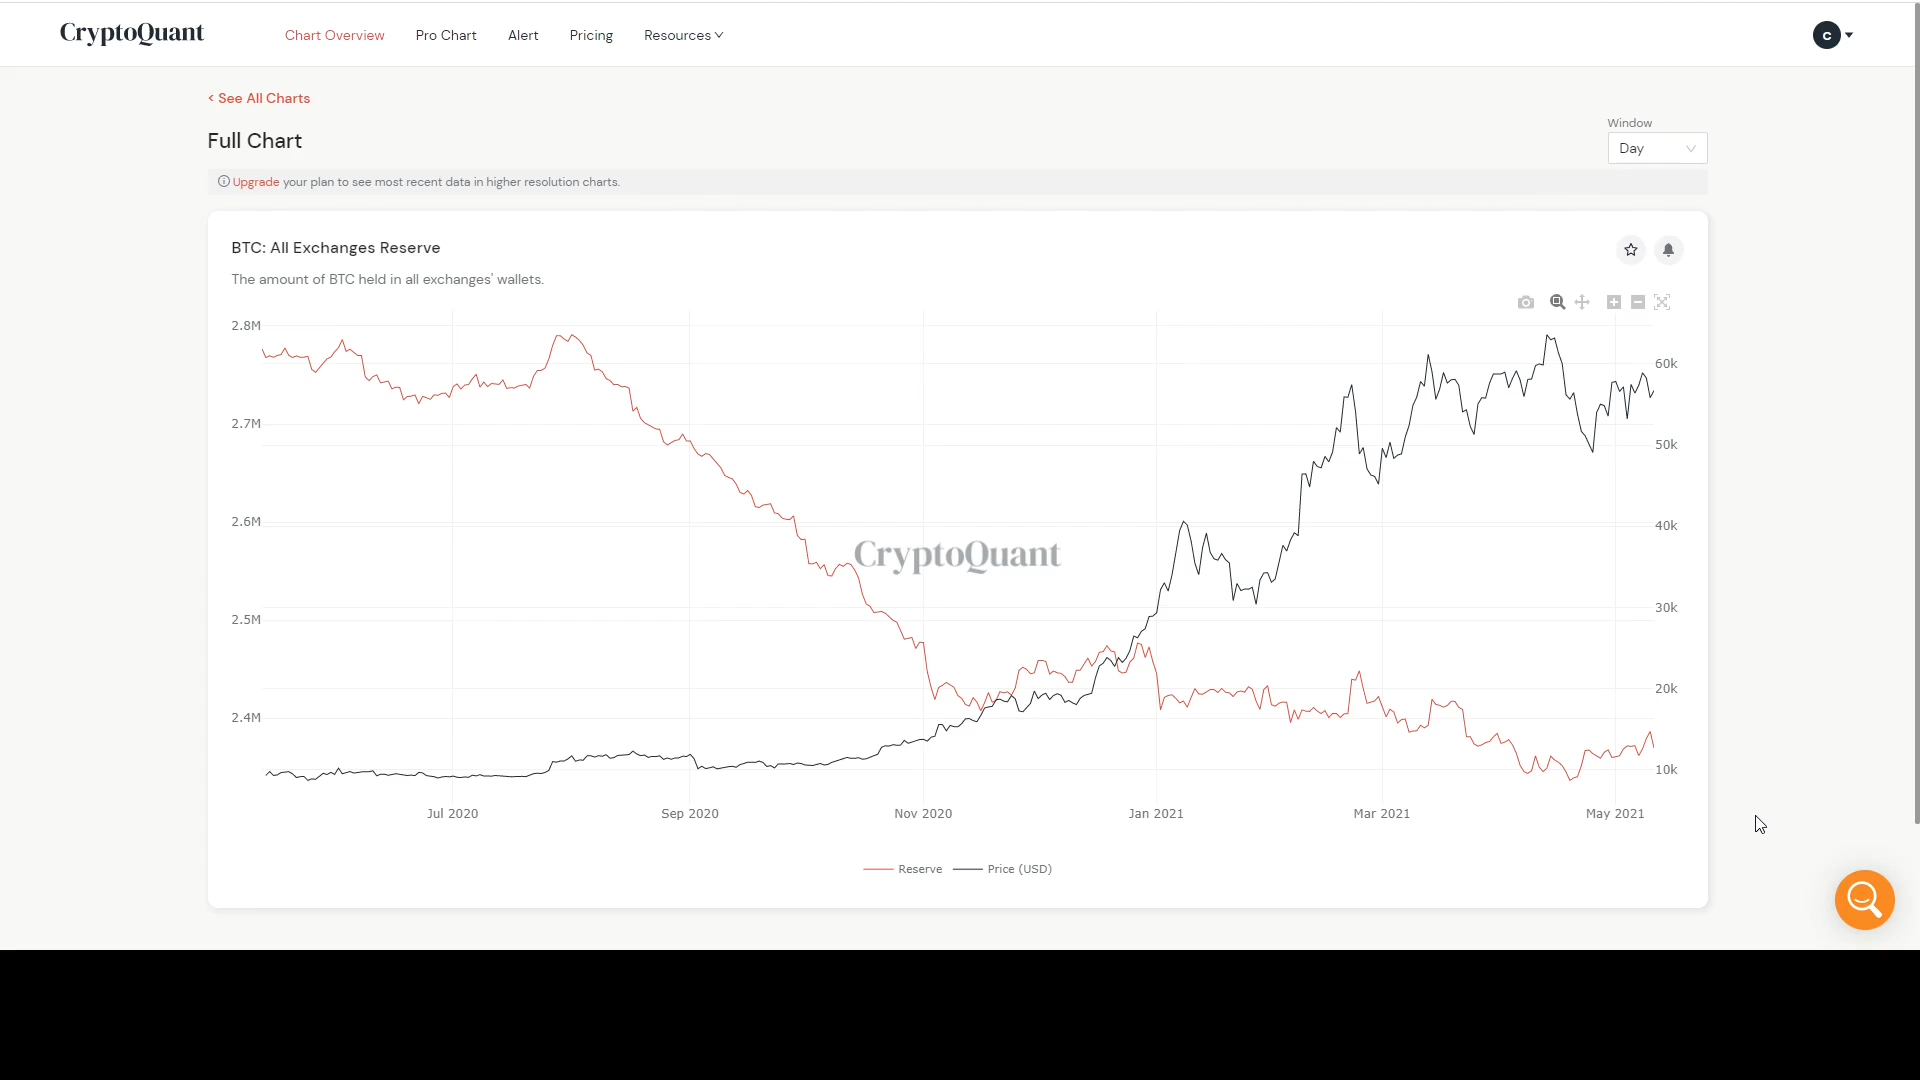 CryptoQuant
Chart Overview Pro Chart Alert Pricing Resources
C
< See All Charts
Full Chart
Window
Day
Upgrade your plan to see most recent data in higher resolution charts.
BTC: All Exchanges Reserve
The amount of BTC held in all exchanges' wallets.
2.8M
60k
2.7M
50k
2.6M
40k
CryptoQuant
30k
2.5M
20k
2.4M
10k
Jul 2020 Sep 2020 Nov 2020 Jan 2021 Mar 2021 May 2021
Reserve Price (USD)